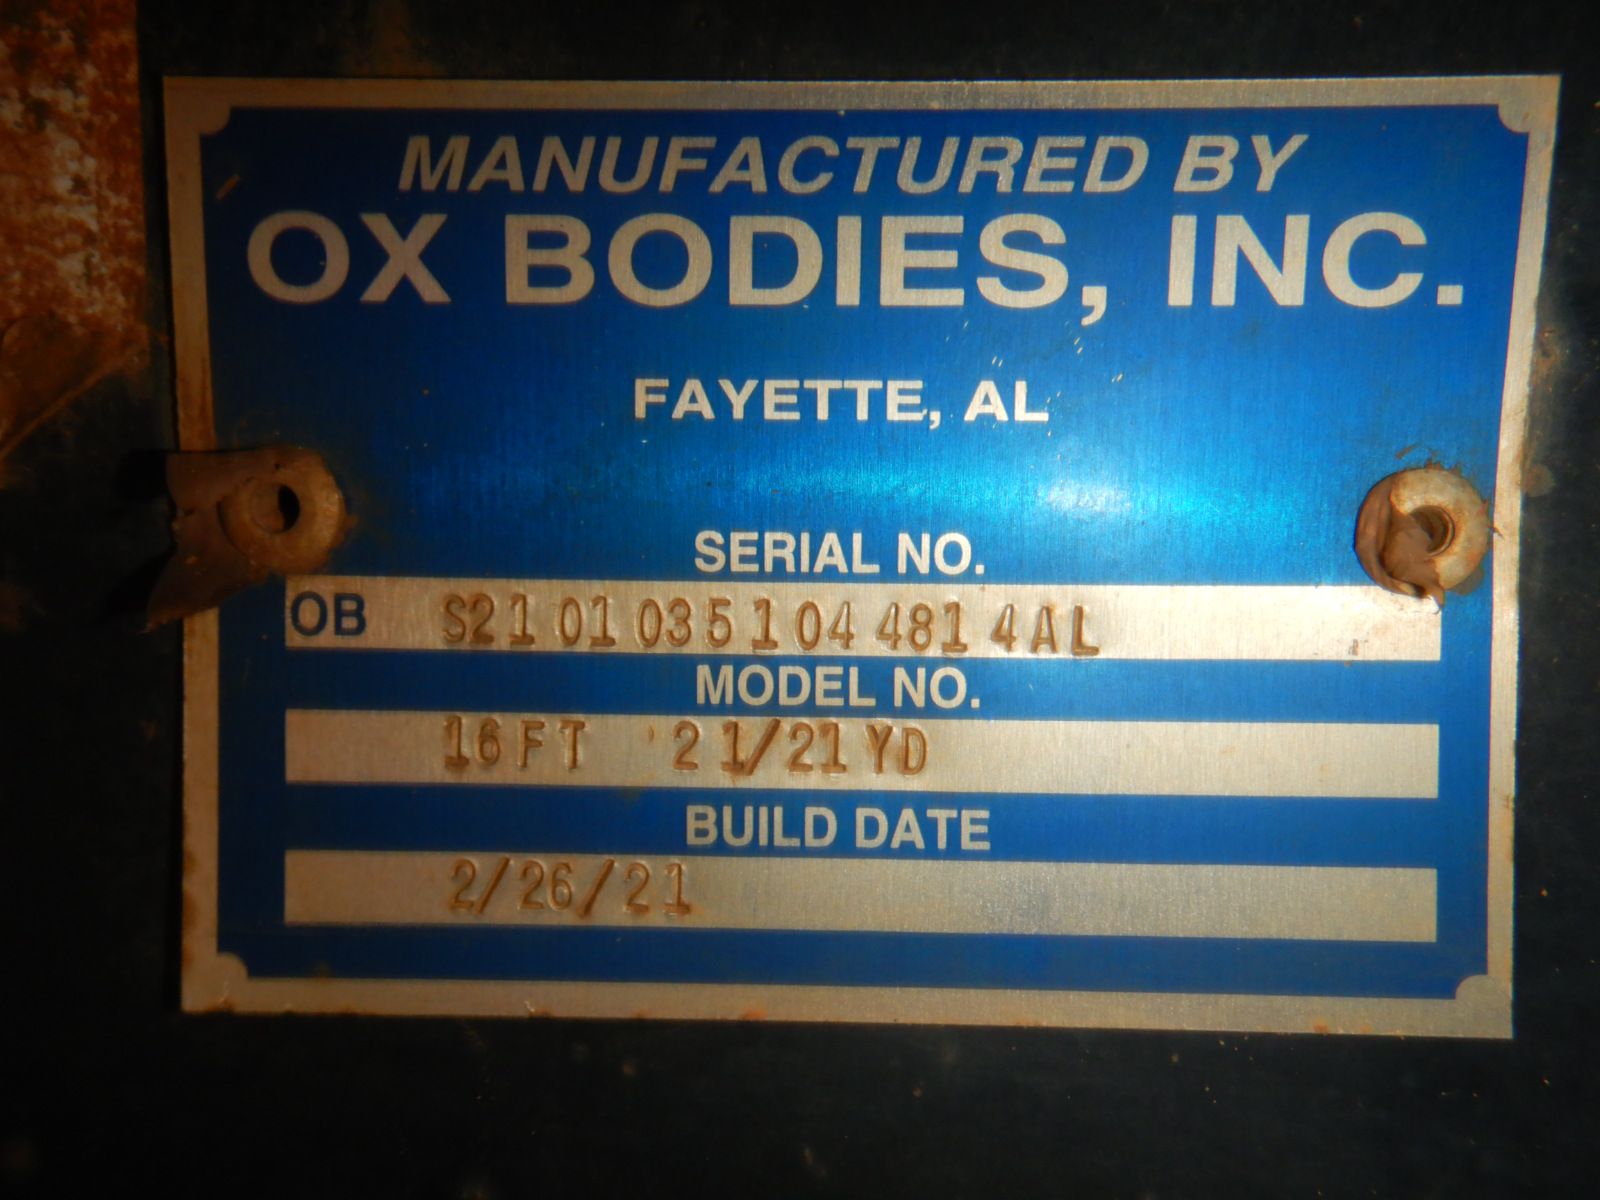 MANUFACTURED BY
OX BODIES, INC.
FAYETTE, AL
SERIAL NO.
OB S21 01 035 1 04 481 4AL
MODEL NO.
16FT 21/21YD
BUILD DATE
2/26/21